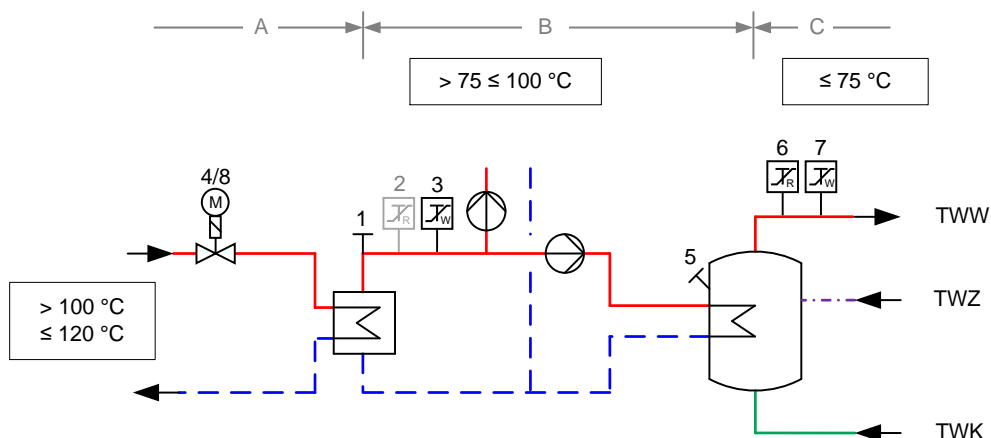 A
B
C
> 75 ≤ 100 °C
≤ 75 °C
4/8
M
1
2
R
3
W
6
R
7
W
TWW
5
> 100 °C
≤ 120 °C
TWZ
TWK